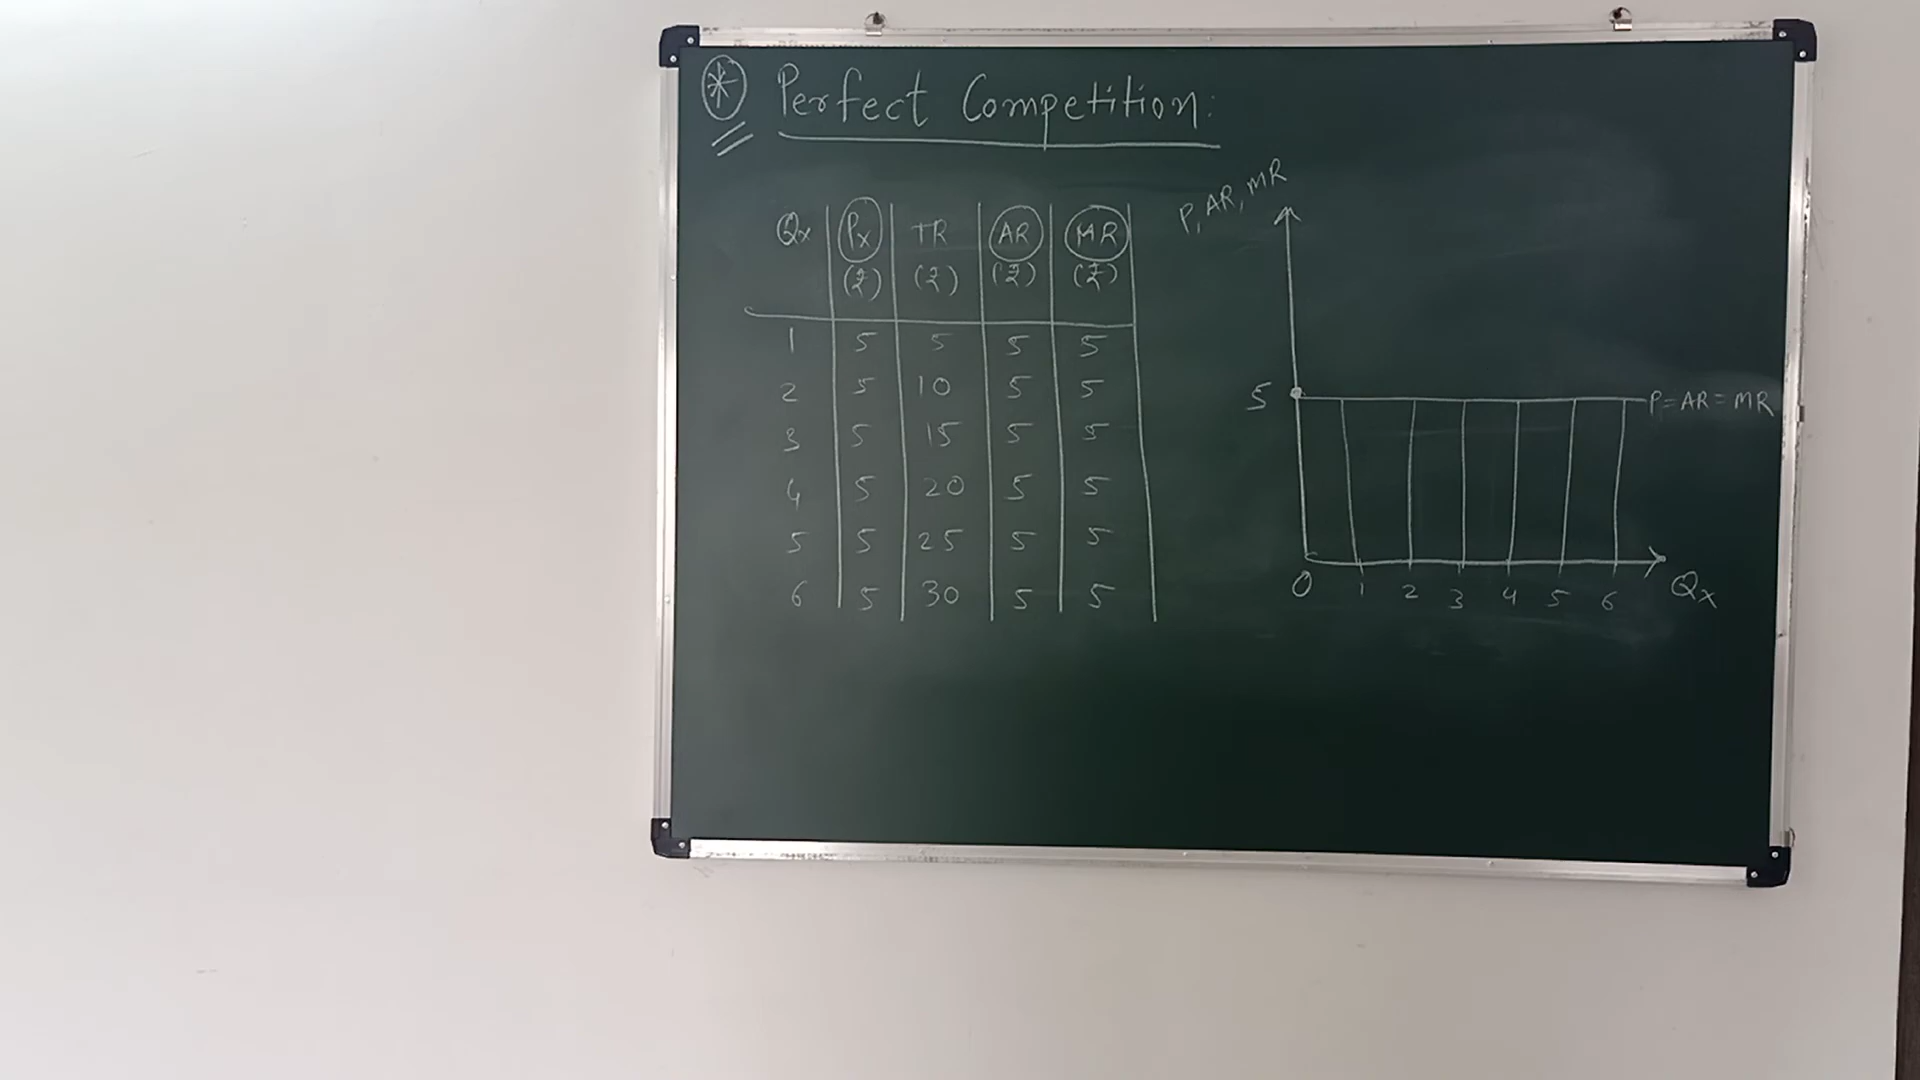 * Perfect Competition:
Qx Px TR AR MR
(₹) (₹) (₹) (₹)
1 5 5 5 5
2 5 10 5 5
3 5 15 5 5
4 5 20 5 5
5 5 25 5 5
6 5 30 5 5
P, AR, MR
5
P=AR=MR
0 1 2 3 4 5 6 Qx